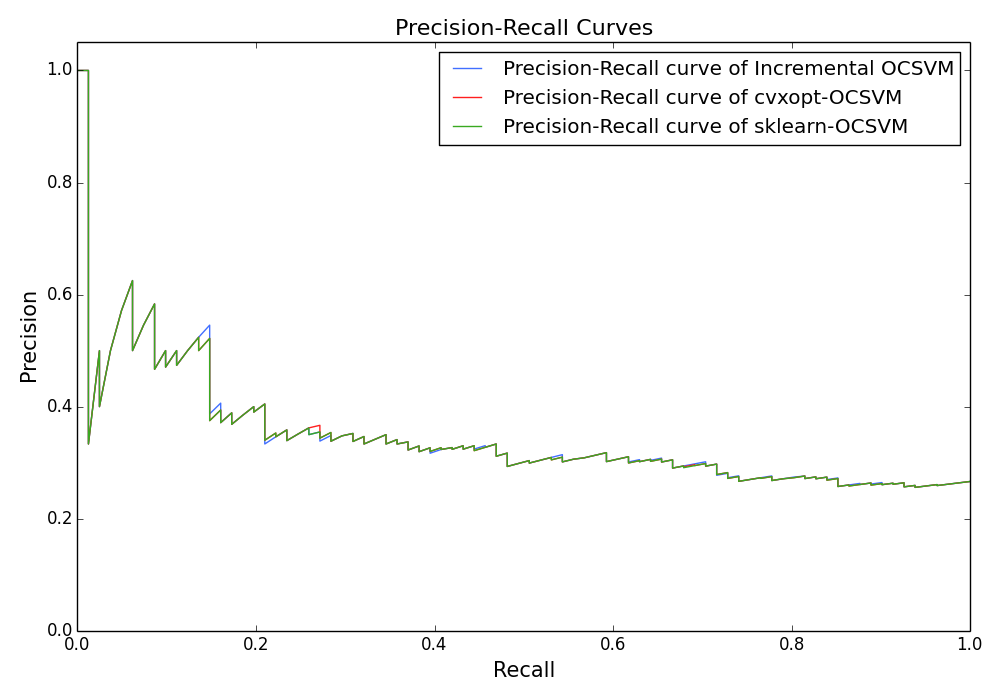 Precision-Recall Curves
Precision-Recall curve of Incremental OCSVM
Precision-Recall curve of cvxopt-OCSVM
Precision-Recall curve of sklearn-OCSVM
1.0
0.8
0.6
0.4
0.2
0.0
Precision
0.0 0.2 0.4 0.6 0.8 1.0
Recall